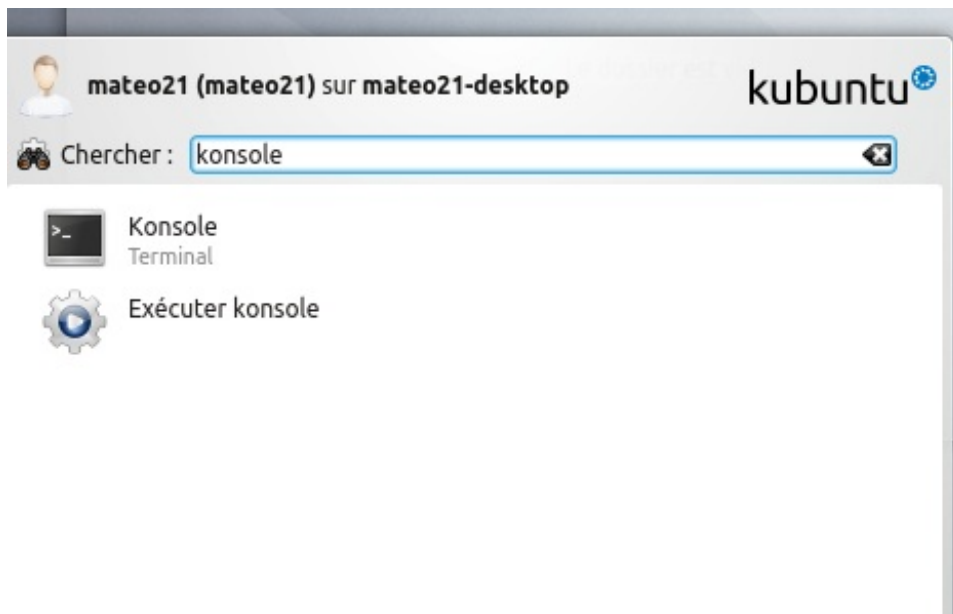 mateo21 (mateo21) sur mateo21-desktop
kubuntu
Chercher : konsole
>_
Konsole
Terminal
Exécuter konsole